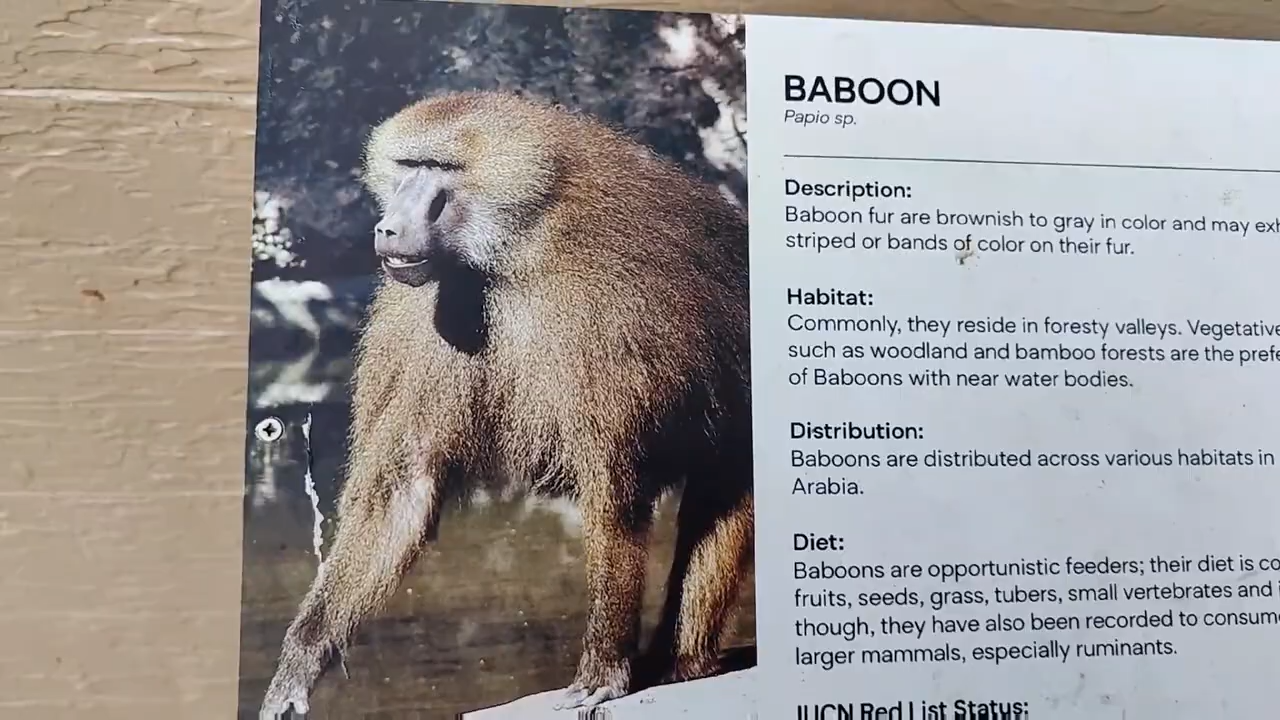 BABOON
Papio sp.
Description:
Baboon fur are brownish to gray in color and may
striped or bands of color on their fur.
Habitat:
Commonly, they reside in foresty valleys. Vegetative
such as woodland and bamboo forests are the
of Baboons with near water bodies.
Distribution:
Baboons are distributed across various habitats in
Arabia.
Diet:
Baboons are opportunistic feeders; their diet is
fruits, seeds, grass, tubers, small vertebrates and
though, they have also been recorded to
larger mammals, especially ruminants.
IUCN Red List Status: